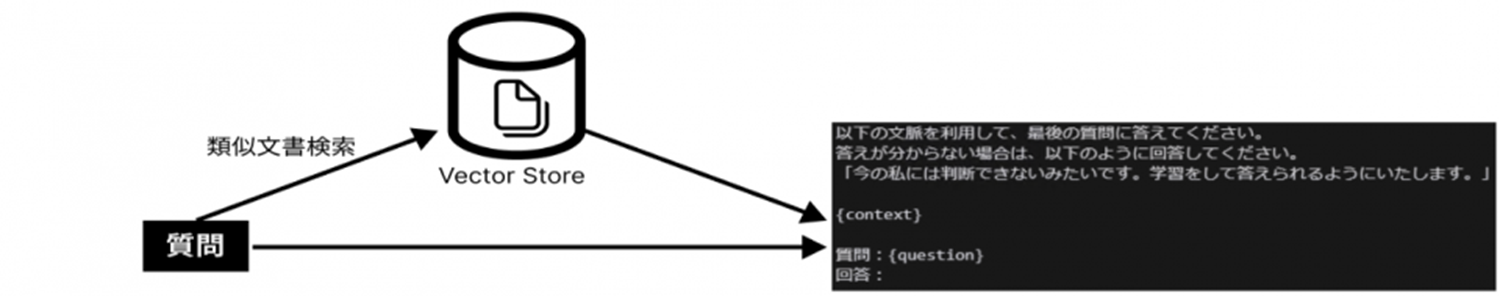 類似文書検索
Vector Store
質問
以下の文脈を利用して、最後の質問に答えてください。
答えが分からない場合は、以下のように回答してください。
「今の私には判断できないみたいです。学習をして答えられるようにいたします。」
{context}
質問：{question}
回答：